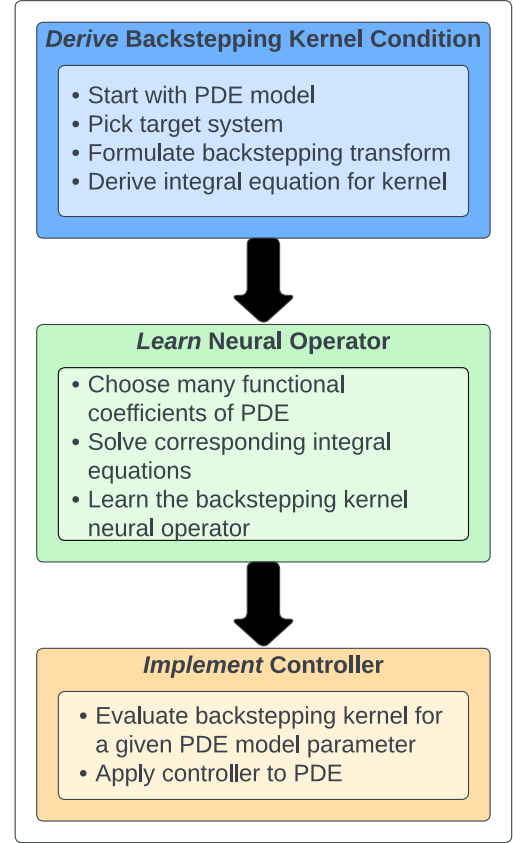 Derive Backstepping Kernel Condition
• Start with PDE model
• Pick target system
• Formulate backstepping transform
• Derive integral equation for kernel
Learn Neural Operator
• Choose many functional
coefficients of PDE
• Solve corresponding integral
equations
• Learn the backstepping kernel
neural operator
Implement Controller
• Evaluate backstepping kernel for
a given PDE model parameter
• Apply controller to PDE